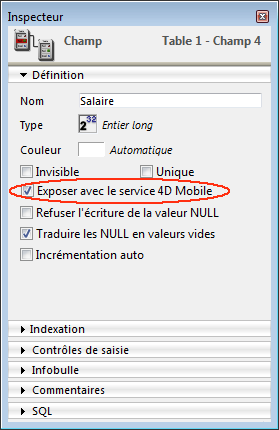 Inspecteur
Champ Table 1 - Champ 4
Définition
Nom Salaire
Type 2 32 Entier long
Couleur Automatique
Invisible Unique
Exposer avec le service 4D Mobile
Refuser l'écriture de la valeur NULL
Traduire les NULL en valeurs vides
Incrémentation auto
Indexation
Contrôles de saisie
Infobulle
Commentaires
SQL